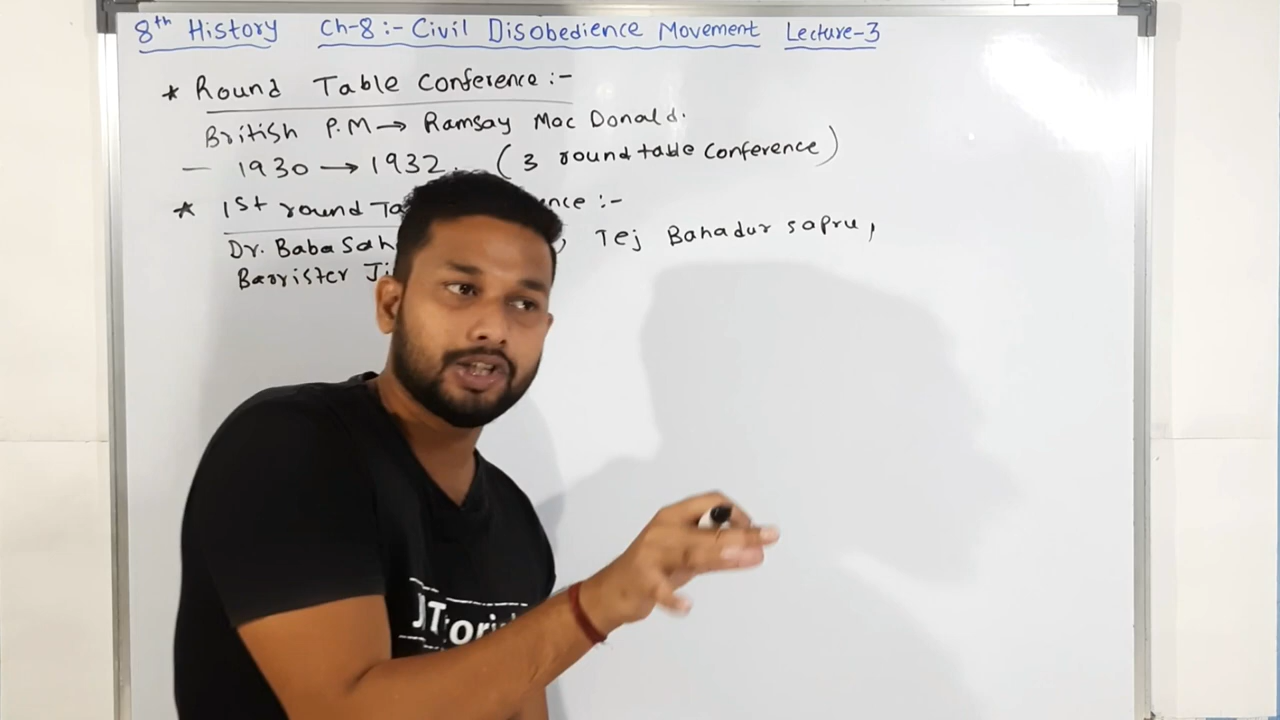 8th History Ch-8:- Civil Disobedience Movement Lecture-3
* Round Table Conference:-
British P.M→ Ramsay Mac Donald.
— 1930 → 1932. (3 round table conference)
* 1st round Ta nce :-
Dr. Baba Sah , Tej Bahadur sapru,
Barrister Ji